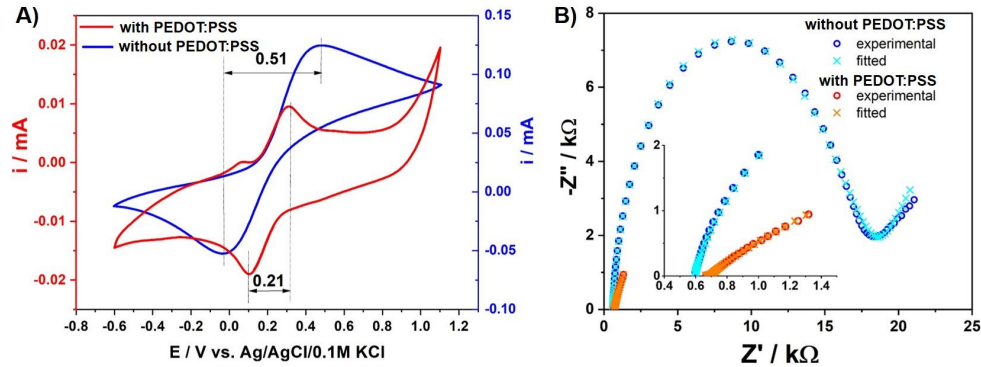 A)
with PEDOT:PSS
without PEDOT:PSS
0.51
0.21
i / mA
0.02
0.01
0.00
-0.01
-0.02
i / mA
0.15
0.10
0.05
0.00
-0.05
-0.10
-0.8 -0.6 -0.4 -0.2 0.0 0.2 0.4 0.6 0.8 1.0 1.2
E / V vs. Ag/AgCl/0.1M KCl
B)
without PEDOT:PSS
experimental
fitted
with PEDOT:PSS
experimental
fitted
-Z'' / kΩ
8
6
4
2
0
2
1
0
0.4 0.6 0.8 1.0 1.2 1.4
0 5 10 15 20 25
Z' / kΩ